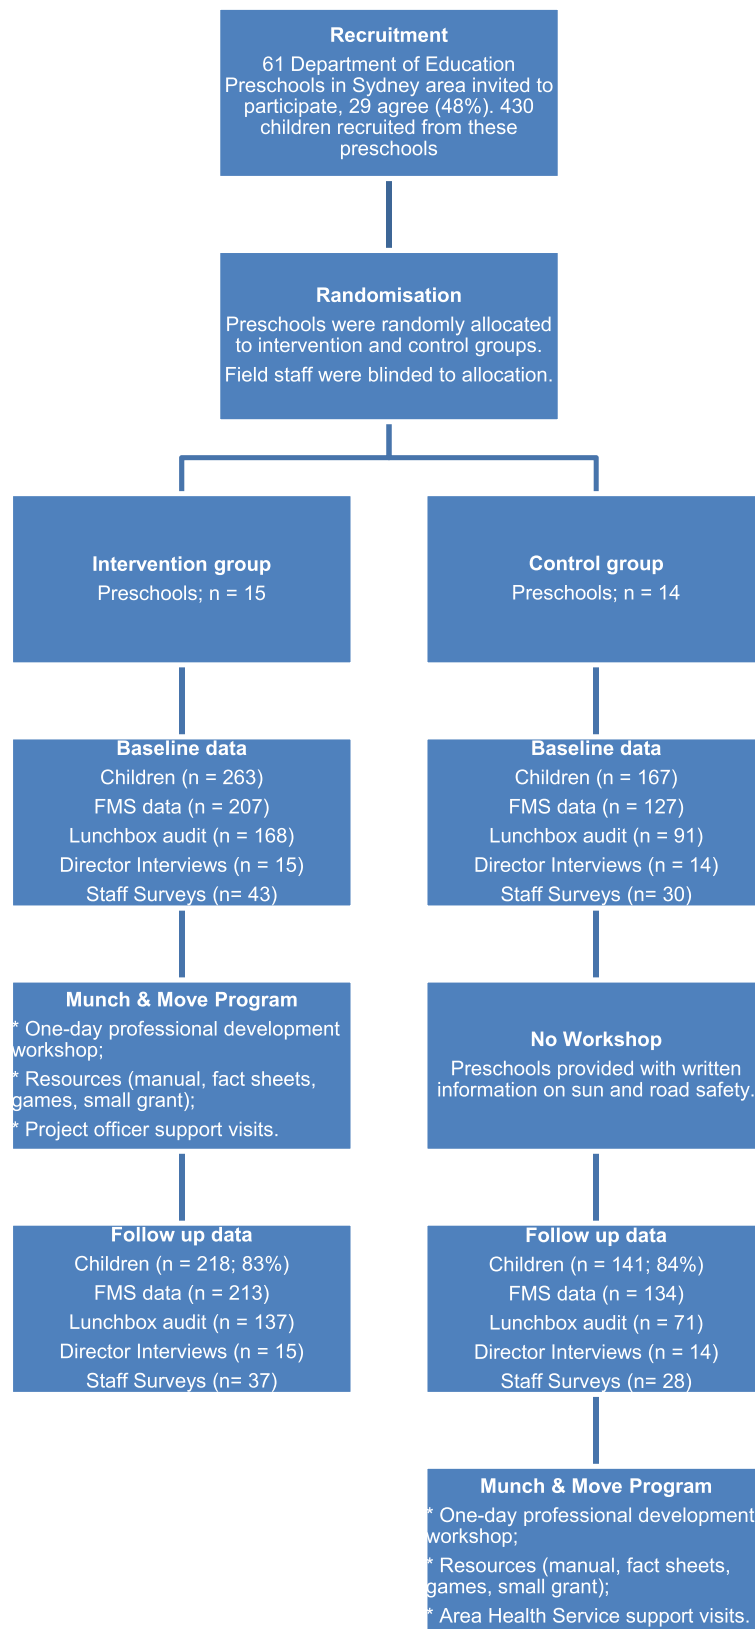 Recruitment
61 Department of Education
Preschools in Sydney area invited to
participate, 29 agree (48%). 430
children recruited from these
preschools
Randomisation
Preschools were randomly allocated
to intervention and control groups.
Field staff were blinded to allocation.
Intervention group
Preschools; n = 15
Control group
Preschools; n = 14
Baseline data
Children (n = 263)
FMS data (n = 207)
Lunchbox audit (n = 168)
Director Interviews (n = 15)
Staff Surveys (n= 43)
Baseline data
Children (n = 167)
FMS data (n = 127)
Lunchbox audit (n = 91)
Director Interviews (n = 14)
Staff Surveys (n= 30)
Munch & Move Program
* One-day professional development
workshop;
* Resources (manual, fact sheets,
games, small grant);
* Project officer support visits.
No Workshop
Preschools provided with written
information on sun and road safety.
Follow up data
Children (n = 218; 83%)
FMS data (n = 213)
Lunchbox audit (n = 137)
Director Interviews (n = 15)
Staff Surveys (n= 37)
Follow up data
Children (n = 141; 84%)
FMS data (n = 134)
Lunchbox audit (n = 71)
Director Interviews (n = 14)
Staff Surveys (n= 28)
Munch & Move Program
* One-day professional development
workshop;
* Resources (manual, fact sheets,
games, small grant);
* Area Health Service support visits.